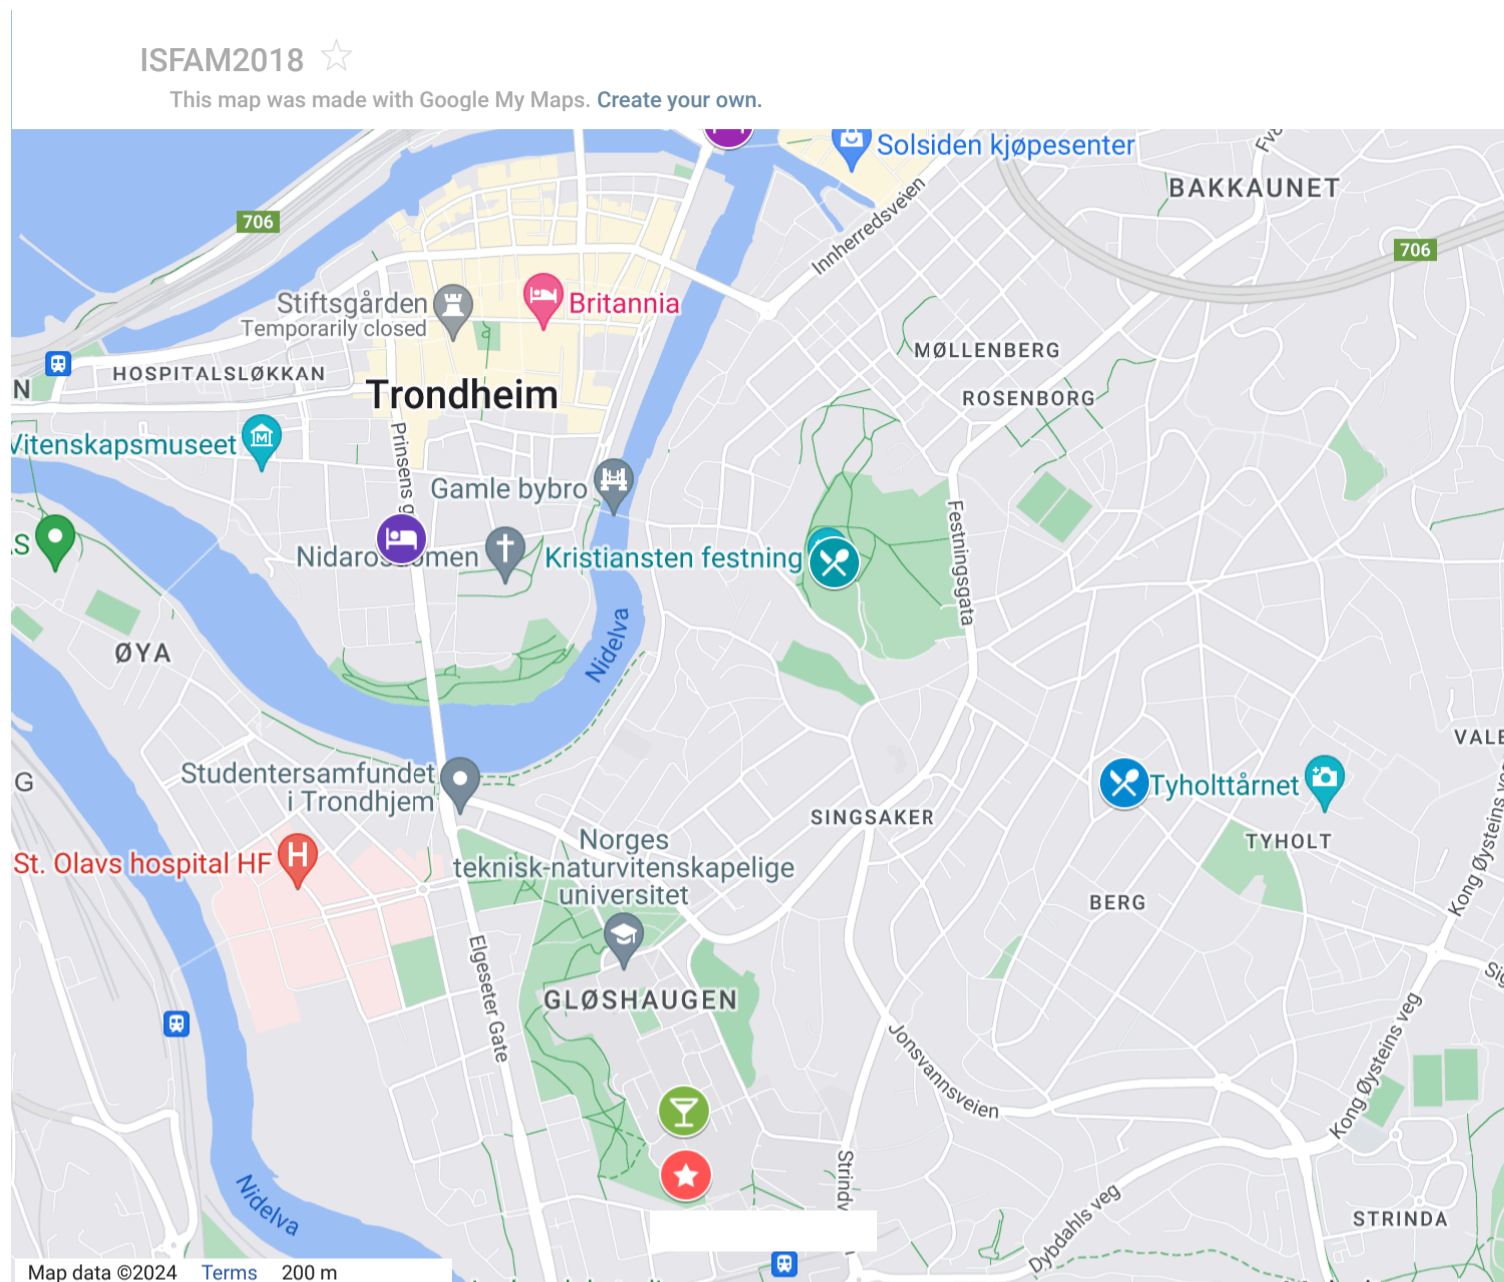 ISFAM2018
This map was made with Google My Maps. Create your own.
Solsiden kjøpesenter
BAKKAUNET
706
706
Innherredsveien
Stiftsgården
Temporarily closed
Britannia
MØLLENBERG
HOSPITALSLØKKAN
N
Trondheim
ROSENBORG
Vitenskapsmuseet
Prinsens g
Gamle bybro
Festningsgata
Kristiansten festning
ØYA
Nidelva
VALE
G
Studentersamfundet
i Trondhjem
Tyholttårnet
SINGSAKER
TYHOLT
Norges
teknisk-naturvitenskapelige
universitet
St. Olavs hospital HF
H
BERG
Kong Øysteins ve
Elgeseter Gate
GLØSHAUGEN
Kong Øysteins veg
Jonsvannsveien
Strindv
Nidelva
Dybdahls veg
STRINDA
Map data ©2024 Terms 200 m